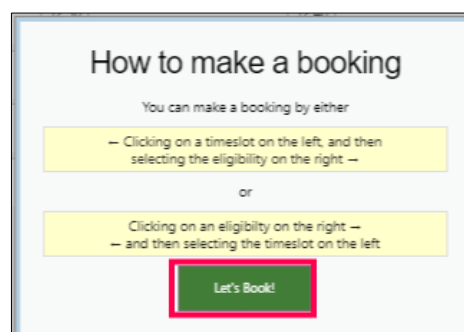 How to make a booking
You can make a booking by either
← Clicking on a timeslot on the left, and then
selecting the eligibility on the right →
or
Clicking on an eligibilty on the right →
← and then selecting the timeslot on the left
Let's Book!